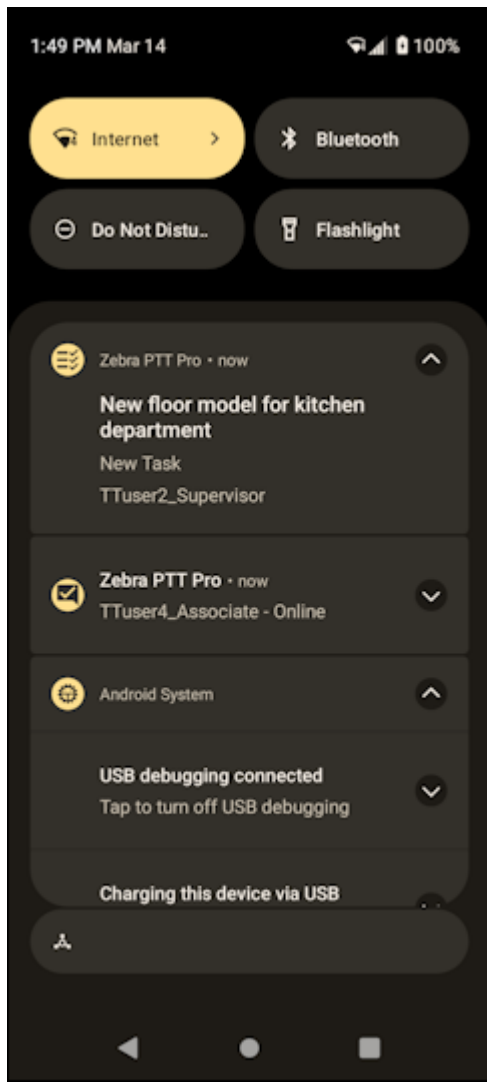 1:49 PM Mar 14
100%
Internet
Bluetooth
Do Not Distu..
Flashlight
Zebra PTT Pro • now
New floor model for kitchen
department
New Task
TTuser2_Supervisor
Zebra PTT Pro • now
TTuser4_Associate - Online
Android System
USB debugging connected
Tap to turn off USB debugging
Charging this device via USB